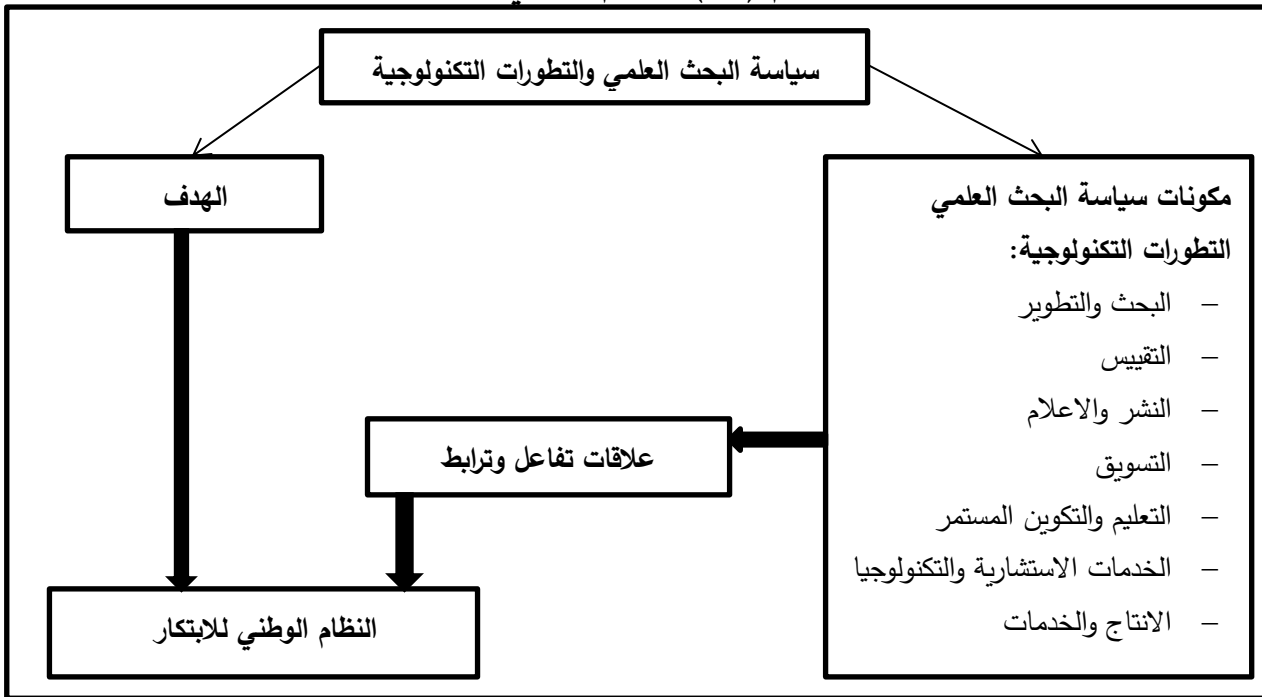 سياسة البحث العلمي والتطورات التكنولوجية
الهدف
مكونات سياسة البحث العلمي
التطورات التكنولوجية:
– البحث والتطوير
– التقييس
– النشر والاعلام
– التسويق
– التعليم والتكوين المستمر
– الخدمات الاستشارية والتكنولوجيا
– الانتاج والخدمات
علاقات تفاعل وترابط
النظام الوطني للابتكار